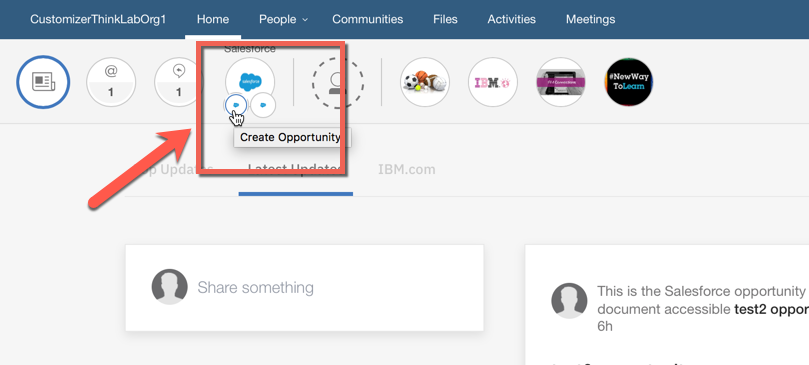 CustomizerThinkLabOrg1 Home People Communities Files Activities Meetings
Salesforce
@
1
1
salesforce
IBM
#NewWay
ToLearn
Create Opportunity
Updates Latest Updates IBM.com
Share something
This is the Salesforce opportunity
document accessible test2 oppor
6h